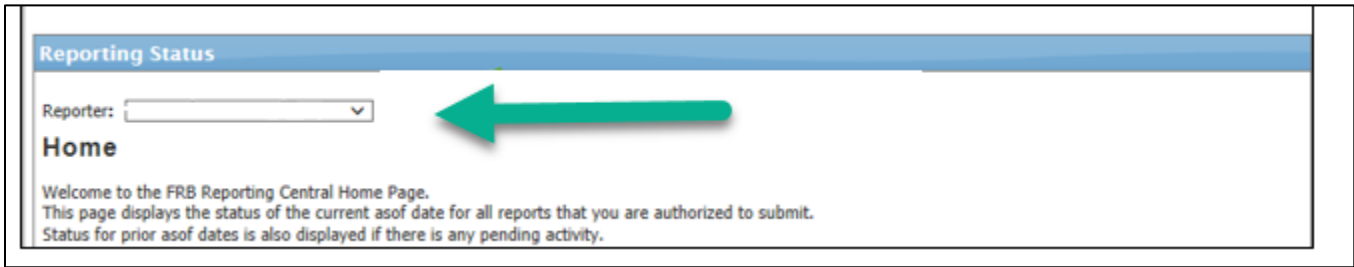 Reporting Status
Reporter:
Home
Welcome to the FRB Reporting Central Home Page.
This page displays the status of the current asof date for all reports that you are authorized to submit.
Status for prior asof dates is also displayed if there is any pending activity.